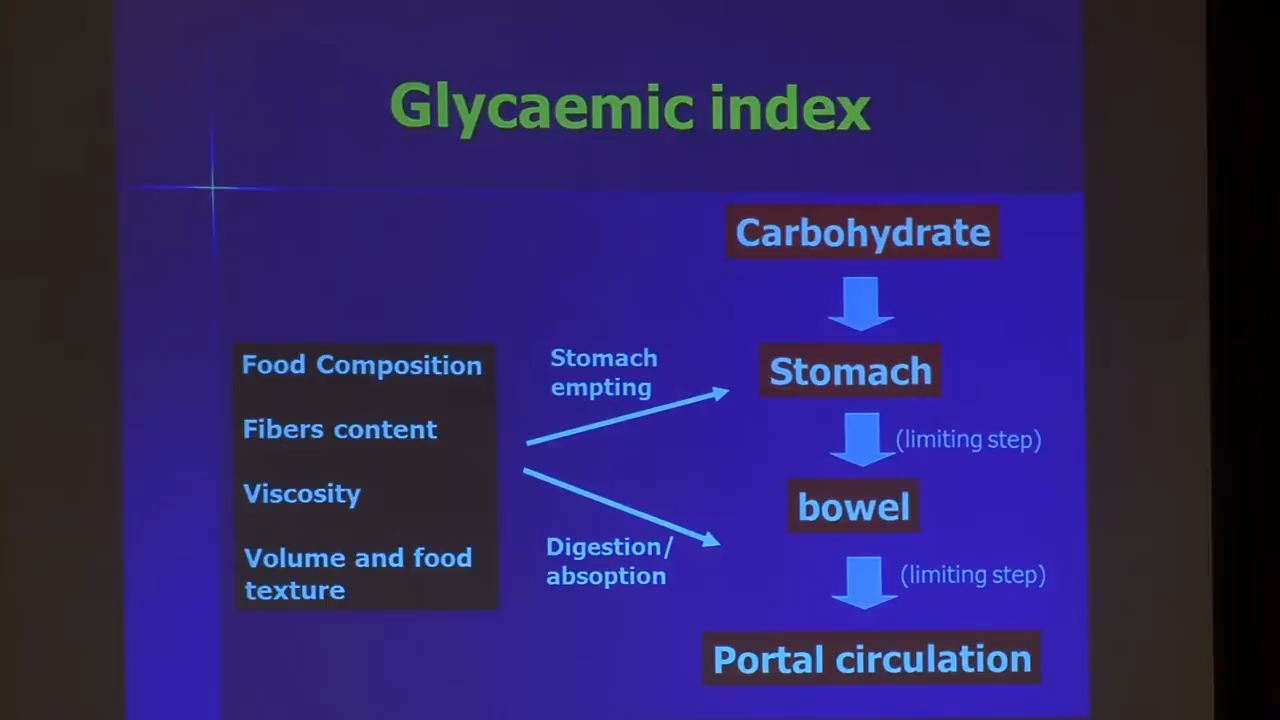 Glycaemic index
Carbohydrate
Stomach
(limiting step)
bowel
(limiting step)
Portal circulation
Food Composition
Fibers content
Viscosity
Volume and food
texture
Stomach
empting
Digestion/
absoption